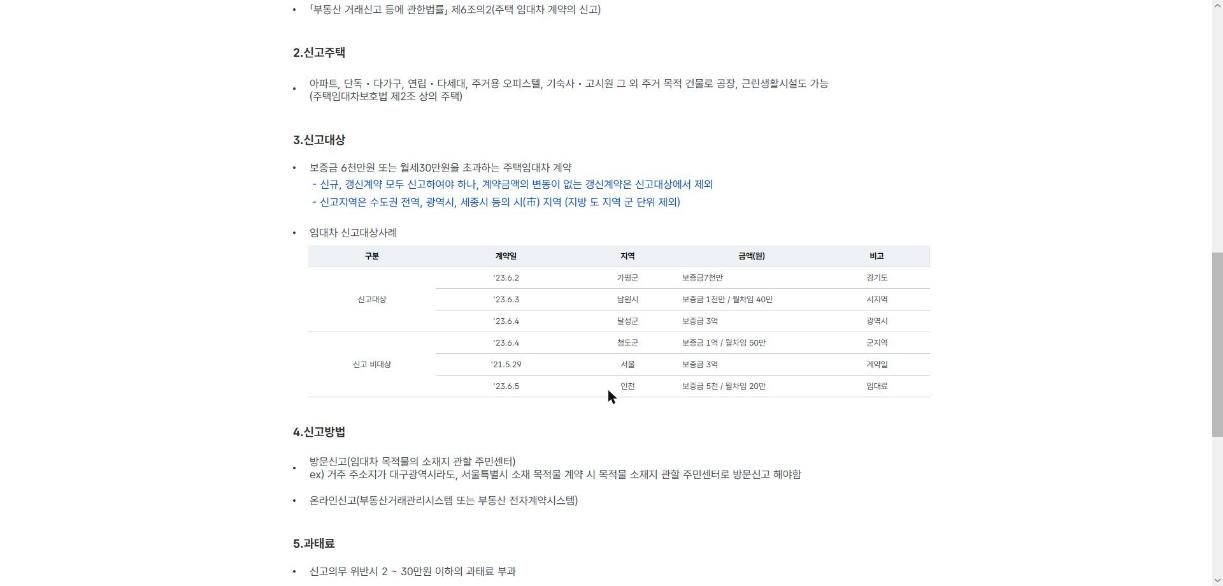 • 「부동산 거래신고 등에 관한법률」 제6조의2(주택 임대차 계약의 신고)
2.신고주택
• 아파트, 단독・다가구, 연립・다세대, 주거용 오피스텔, 기숙사・고시원 그 외 주거 목적 건물로 공장, 근린생활시설도 가능
(주택임대차보호법 제2조 상의 주택)
3.신고대상
• 보증금 6천만원 또는 월세30만원을 초과하는 주택임대차 계약
- 신규, 갱신계약 모두 신고하여야 하나, 계약금액의 변동이 없는 갱신계약은 신고대상에서 제외
- 신고지역은 수도권 전역, 광역시, 세종시 등의 시(市) 지역 (지방 도 지역 군 단위 제외)
• 임대차 신고대상사례
구분 계약일 지역 금액(원) 비고
'23.6.2 가평군 보증금7천만 경기도
신고대상 '23.6.3 남원시 보증금 1천만 / 월차임 40만 시지역
'23.6.4 달성군 보증금 3억 광역시
'23.6.4 청도군 보증금 1억 / 월차임 50만 군지역
신고 비대상 '21.5.29 서울 보증금 3억 계약일
'23.6.5 인천 보증금 5천 / 월차임 20만 임대료
4.신고방법
• 방문신고(임대차 목적물의 소재지 관할 주민센터)
ex) 거주 주소지가 대구광역시라도, 서울특별시 소재 목적물 계약 시 목적물 소재지 관할 주민센터로 방문신고 해야함
• 온라인신고(부동산거래관리시스템 또는 부동산 전자계약시스템)
5.과태료
• 신고의무 위반시 2 ~ 30만원 이하의 과태료 부과